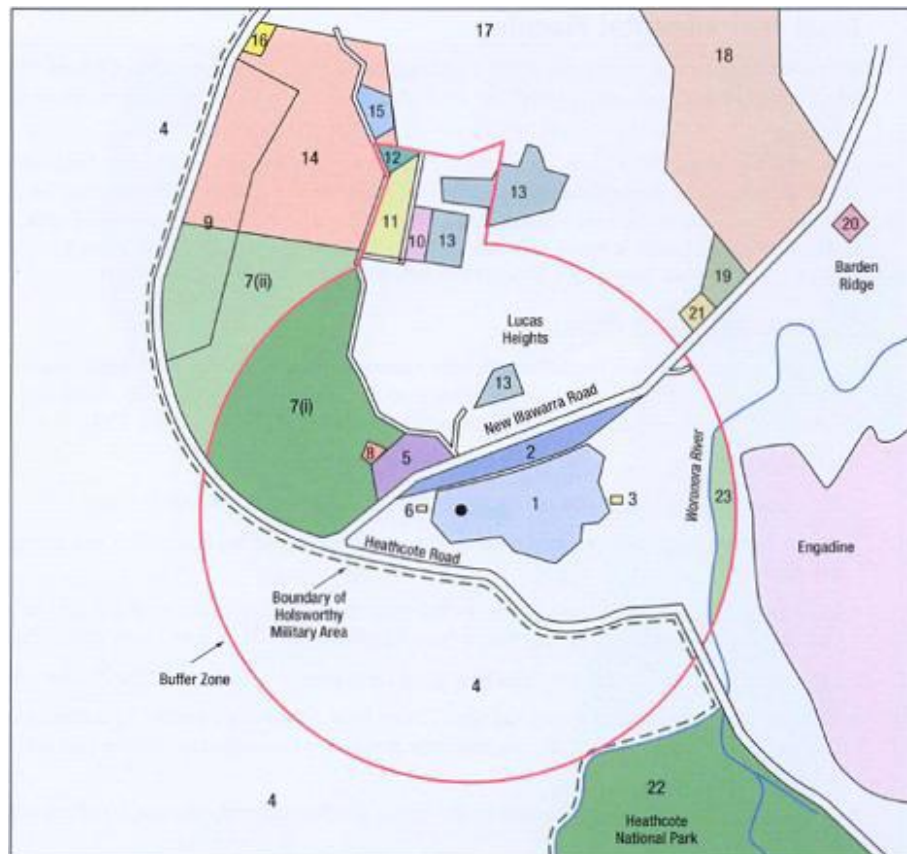 17
16
18
4
15
14
12
13
11
20
9
10
13
19
Barden
Ridge
7(ii)
21
Lucas
Heights
13
New Illawarra Road
7(i)
8
5
2
Woronora River
23
6
1
3
Engadine
Heathcote Road
Boundary of
Holsworthy
Military Area
Buffer Zone
4
22
4
Heathcote
National Park